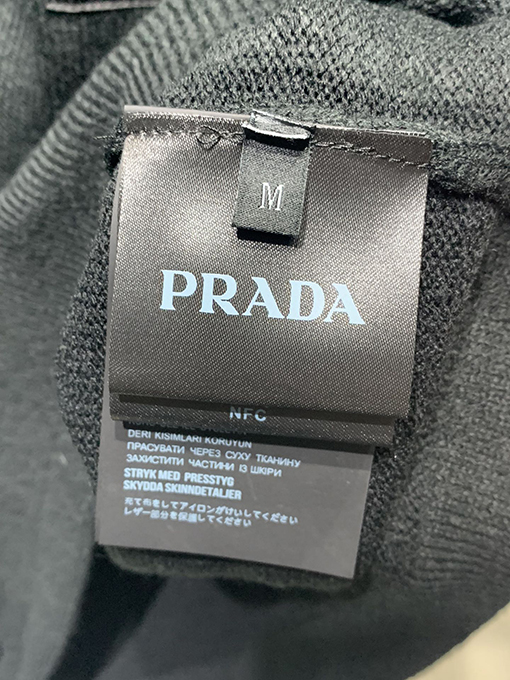 M
PRADA
NFC
DERI KISIMLARI KORUYUN
ПРАСУВАТИ ЧЕРЕЗ СУХУ ТКАНИНУ
ЗАХИСТИТИ ЧАСТИНИ ІЗ ШКІРИ
STRYK MED PRESSTYG
SKYDDA SKINNDETALJER
充て布をしてアイロンがけしてください
レザー部分を保護してください